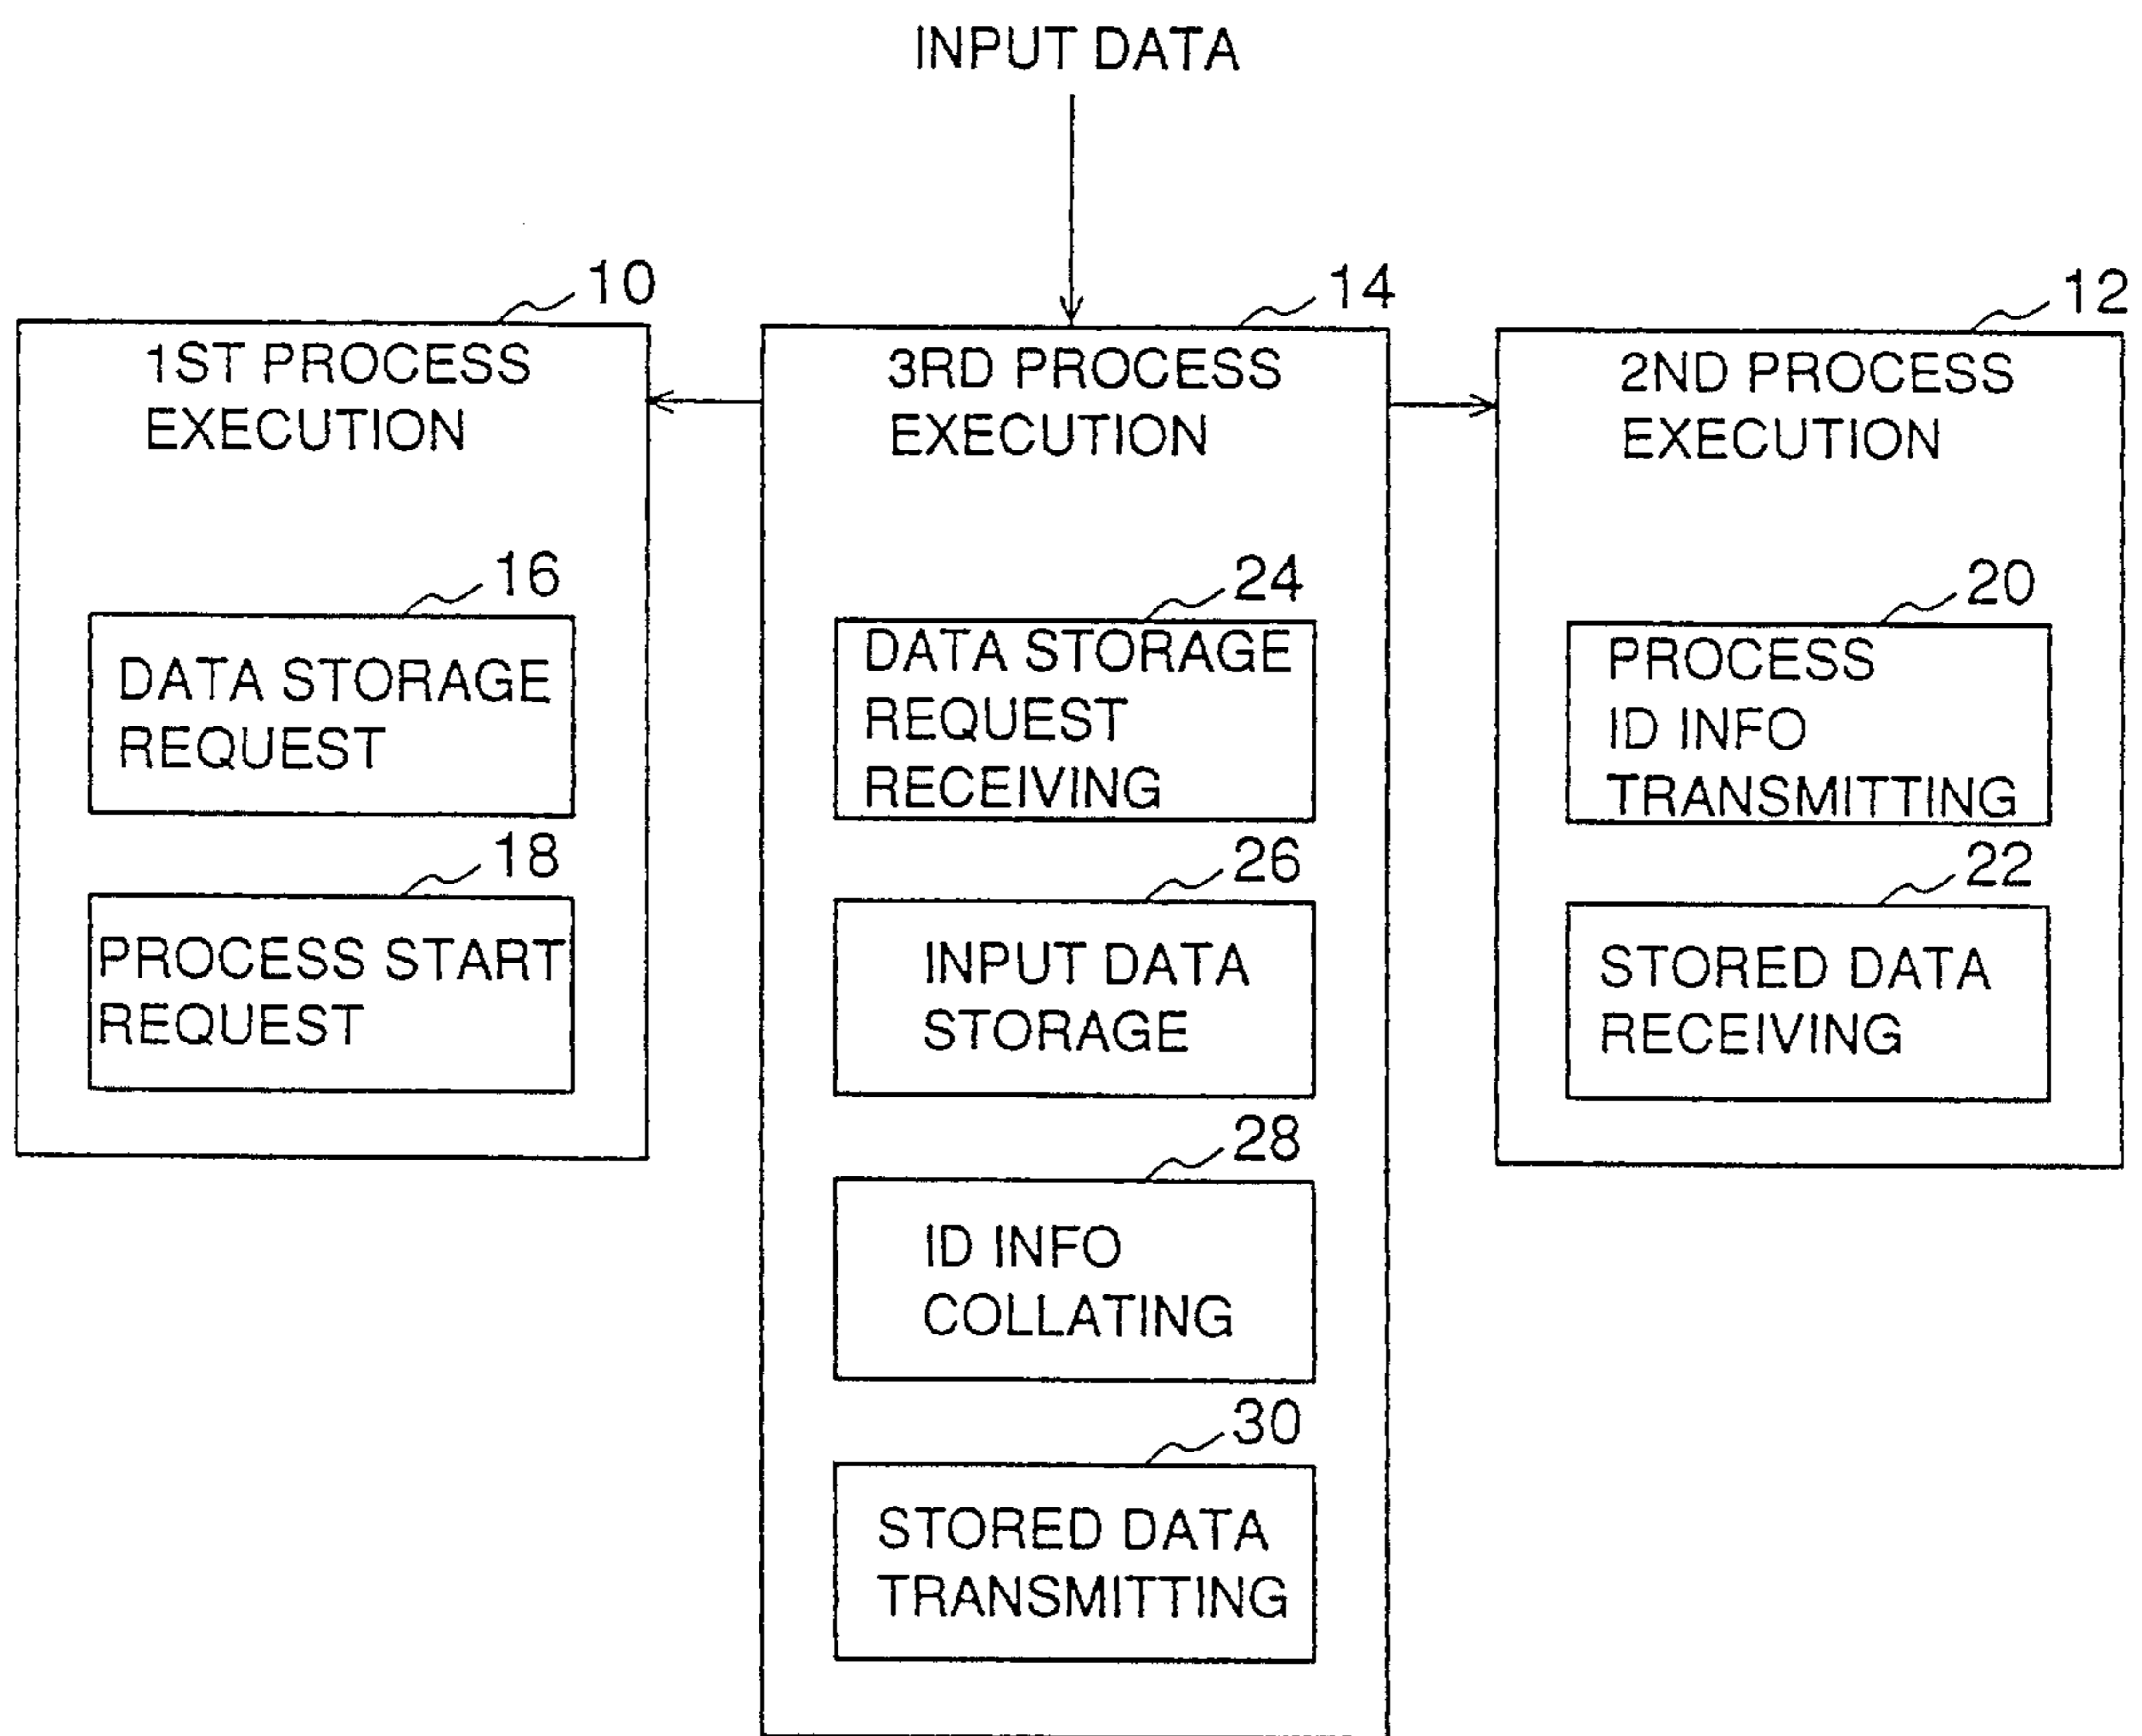 INPUT DATA
10
1ST PROCESS
EXECUTION
16
DATA STORAGE
REQUEST
18
PROCESS START
REQUEST
14
3RD PROCESS
EXECUTION
24
DATA STORAGE
REQUEST
RECEIVING
26
INPUT DATA
STORAGE
28
ID INFO
COLLATING
30
STORED DATA
TRANSMITTING
12
2ND PROCESS
EXECUTION
20
PROCESS
ID INFO
TRANSMITTING
22
STORED DATA
RECEIVING